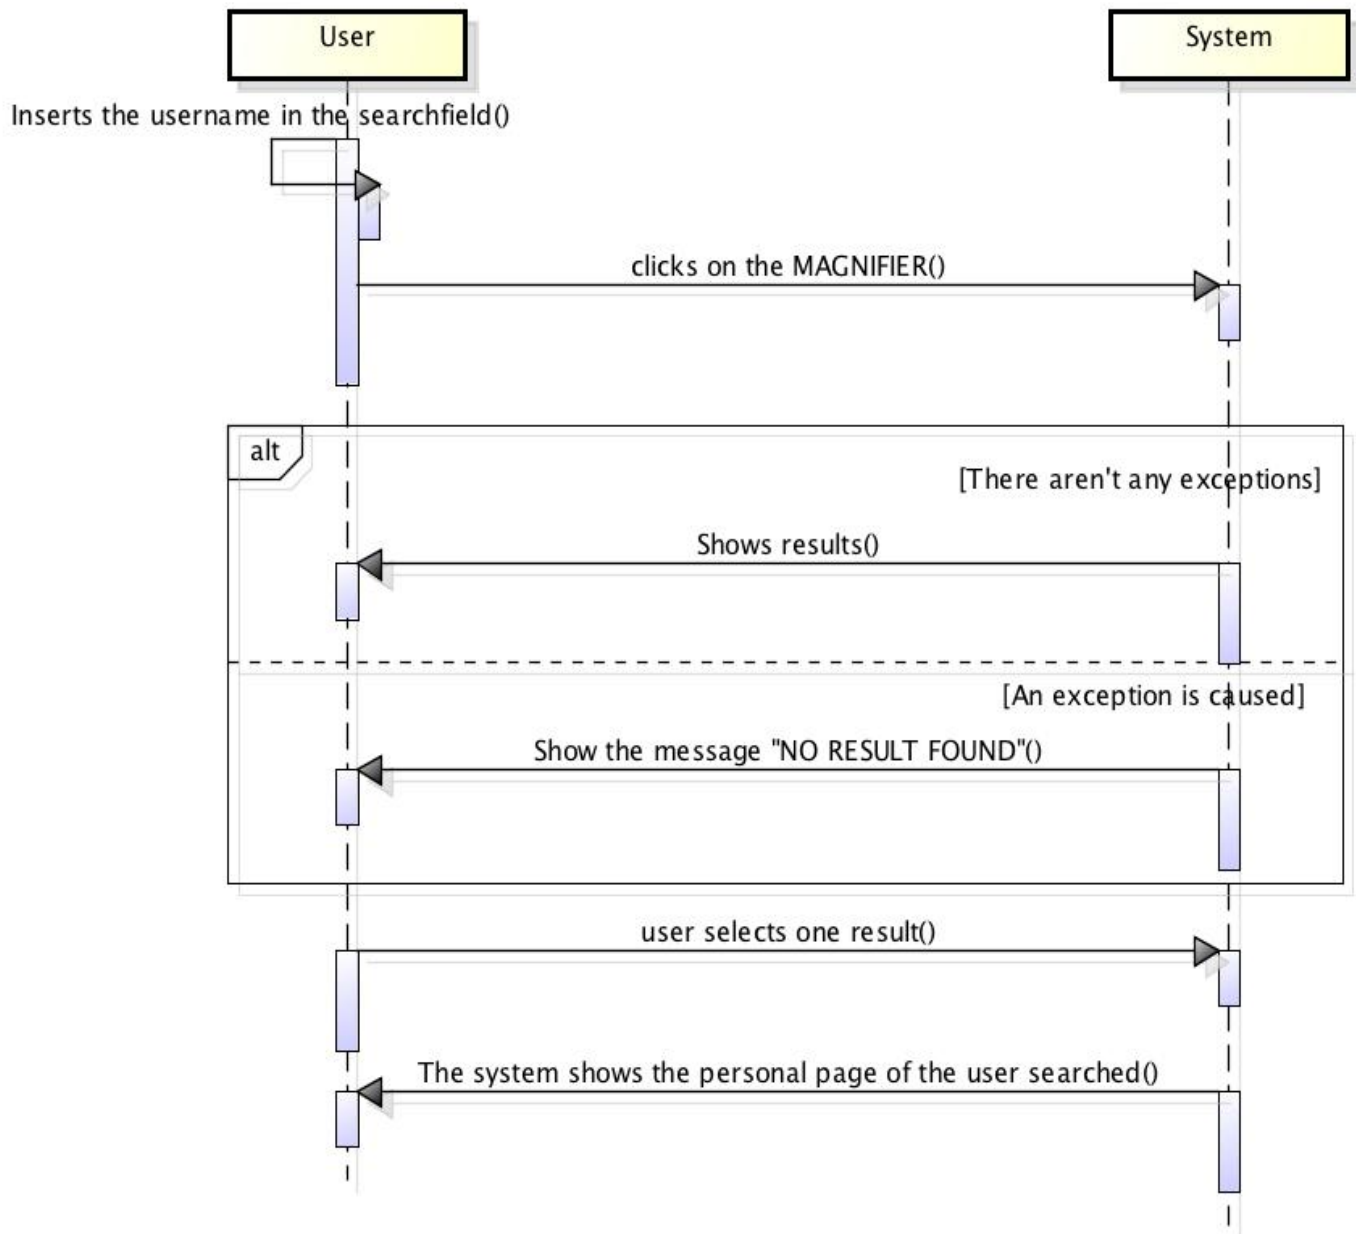 User
System
Inserts the username in the searchfield()
clicks on the MAGNIFIER()
alt
[There aren't any exceptions]
Shows results()
[An exception is caused]
Show the message "NO RESULT FOUND"()
user selects one result()
The system shows the personal page of the user searched()